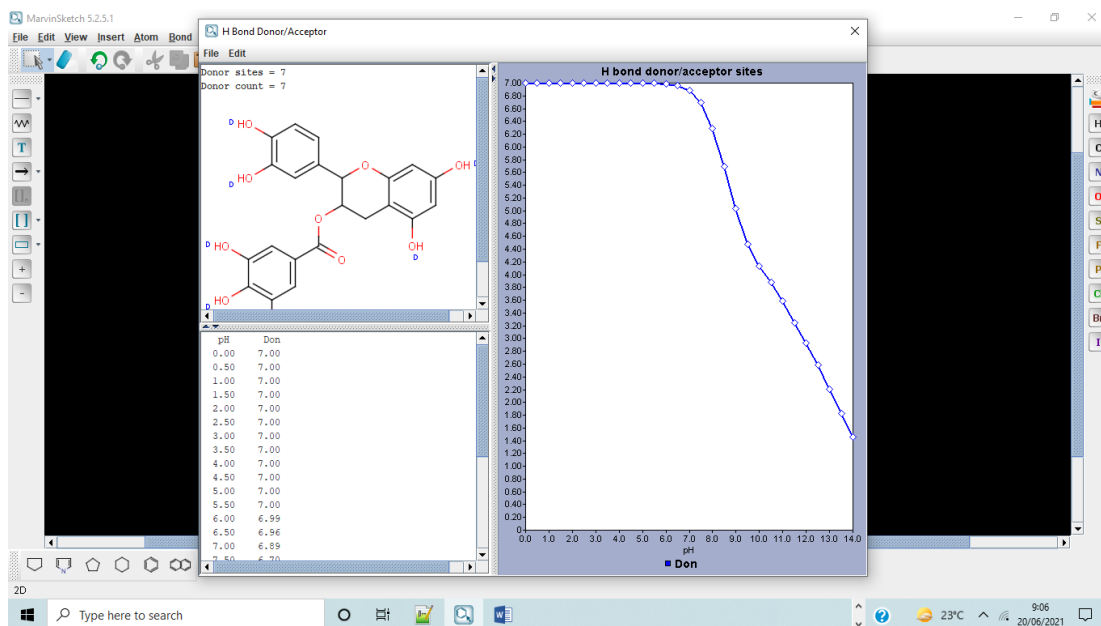 MarvinSketch 5.2.5.1
File Edit View Insert Atom Bond
H Bond Donor/Acceptor
File Edit
Donor sites = 7
Donor count = 7
D HO
D HO
O
OH
O
OH
D
D HO
O
D HO
pH Don
0.00 7.00
0.50 7.00
1.00 7.00
1.50 7.00
2.00 7.00
2.50 7.00
3.00 7.00
3.50 7.00
4.00 7.00
4.50 7.00
5.00 7.00
5.50 7.00
6.00 6.99
6.50 6.96
7.00 6.89
7.50 6.70
H bond donor/acceptor sites
7.00
6.80
6.60
6.40
6.20
6.00
5.80
5.60
5.40
5.20
5.00
4.80
4.60
4.40
4.20
4.00
3.80
3.60
3.40
3.20
3.00
2.80
2.60
2.40
2.20
2.00
1.80
1.60
1.40
1.20
1.00
0.80
0.60
0.40
0.20
0
0.0 1.0 2.0 3.0 4.0 5.0 6.0 7.0 8.0 9.0 10.0 11.0 12.0 13.0 14.0
pH
Don
T
H
C
N
O
S
F
P
C
Br
I
N
2D
Type here to search
W
23°C
9:06
20/06/2021